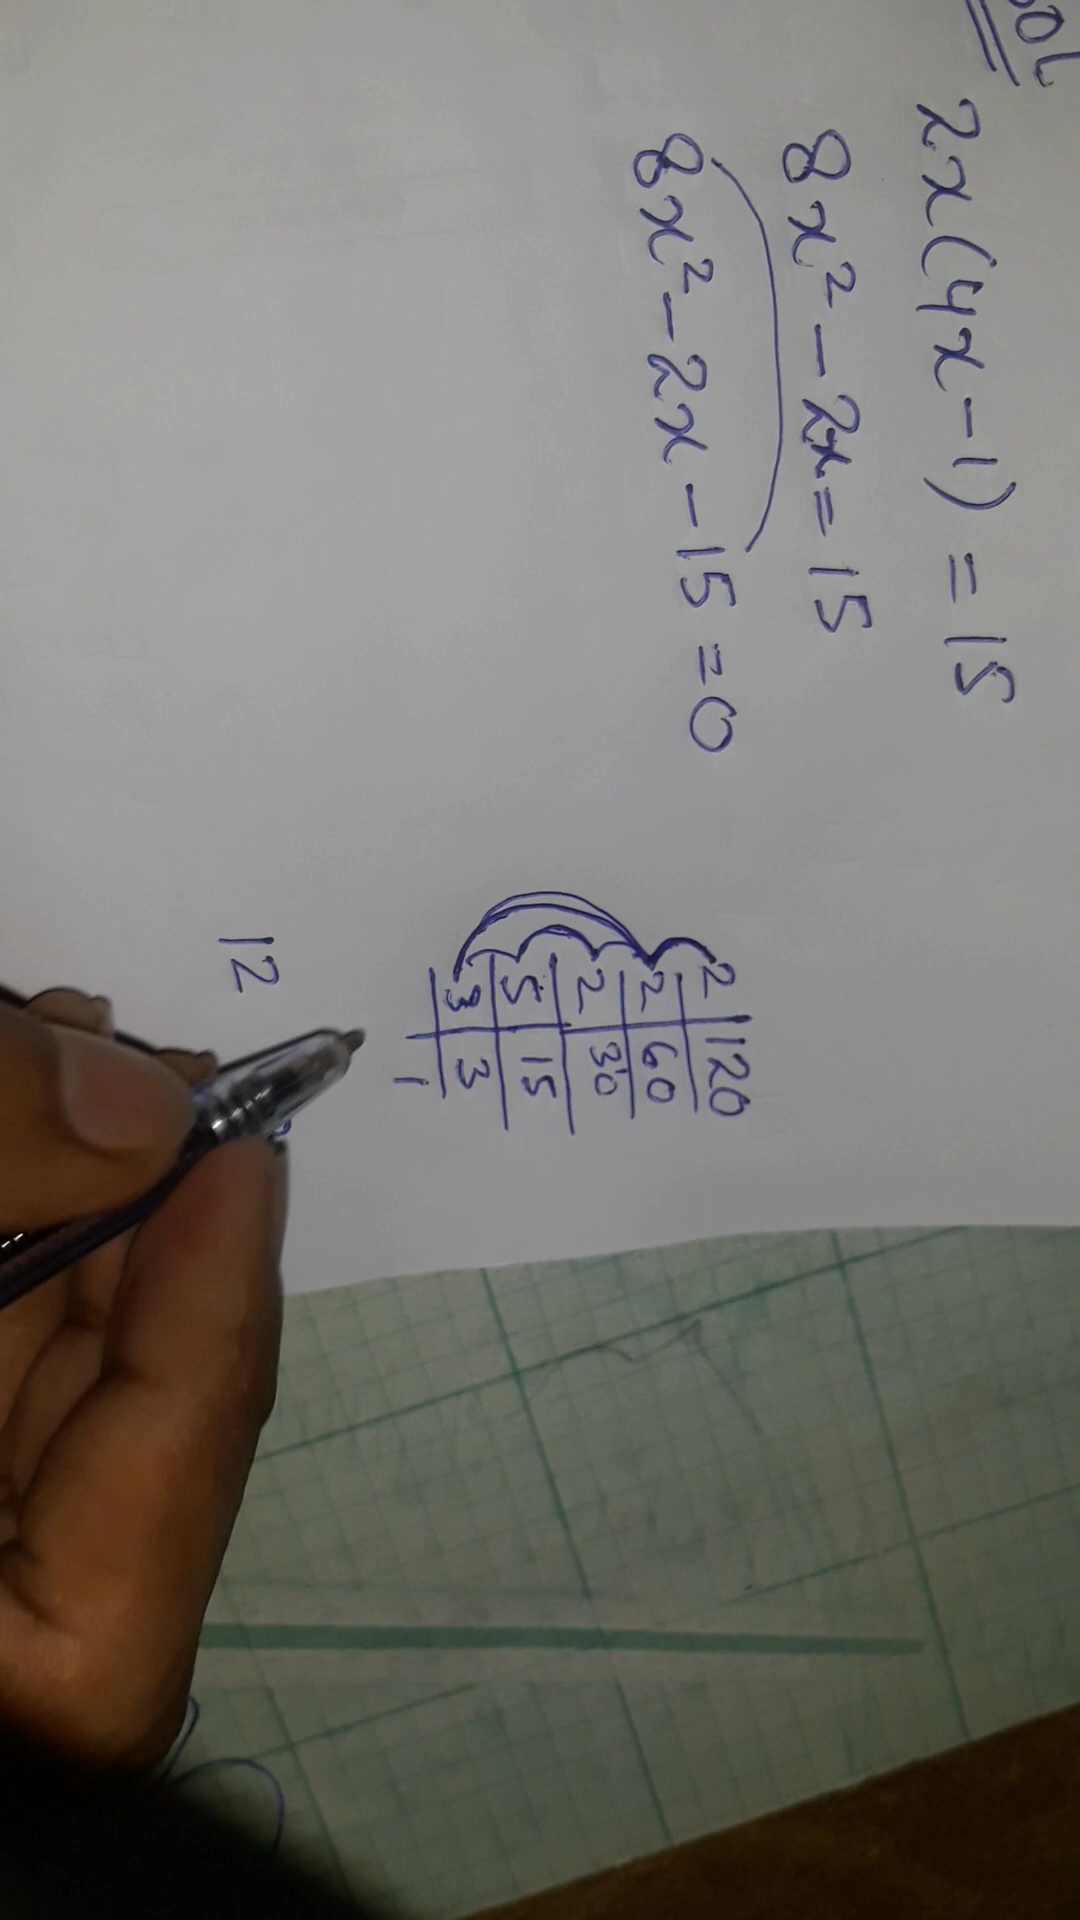 Sol
2x(4x-1) = 15
8x² - 2x = 15
8x² - 2x - 15 = 0
2 | 120
2 | 60
2 | 30
5 | 15
3 | 3
1
12